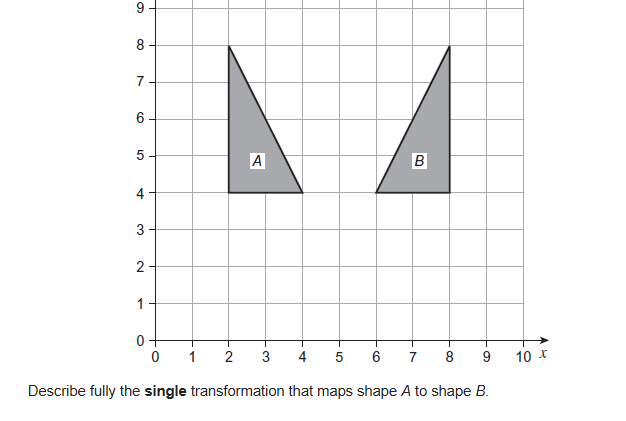 9
8
7
6
5
4
3
2
1
0
A
B
0 1 2 3 4 5 6 7 8 9 10 x
Describe fully the single transformation that maps shape A to shape B.